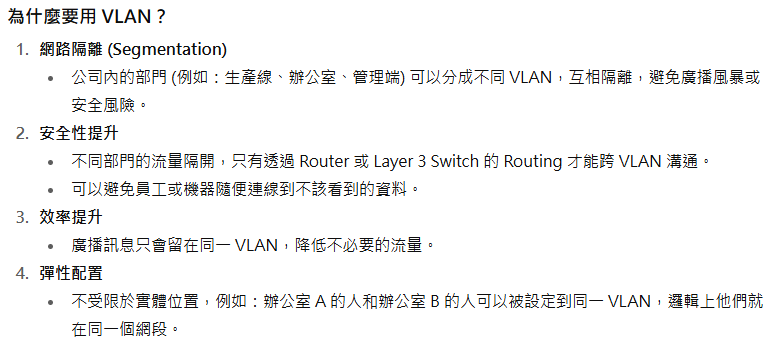 為什麼要用 VLAN？
1. 網路隔離 (Segmentation)
• 公司內的部門 (例如：生產線、辦公室、管理端) 可以分成不同 VLAN，互相隔離，避免廣播風暴或
安全風險。
2. 安全性提升
• 不同部門的流量隔開，只有透過 Router 或 Layer 3 Switch 的 Routing 才能跨 VLAN 溝通。
• 可以避免員工或機器隨便連線到不該看到的資料。
3. 效率提升
• 廣播訊息只會留在同一 VLAN，降低不必要的流量。
4. 彈性配置
• 不受限於實體位置，例如：辦公室 A 的人和辦公室 B 的人可以被設定到同一 VLAN，邏輯上他們就
在同一個網段。